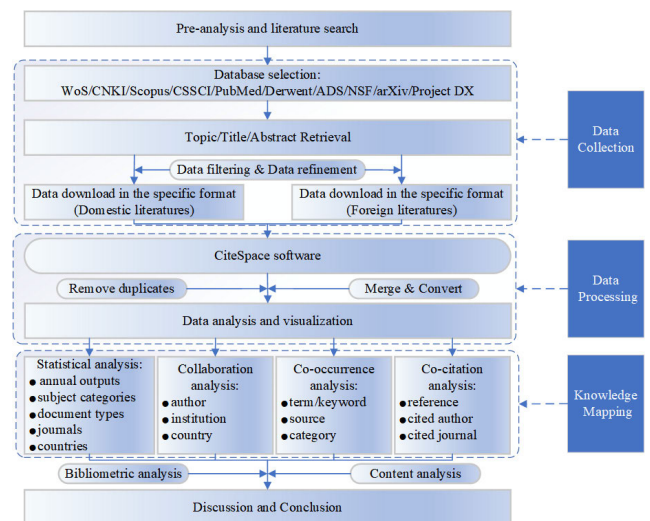 Pre-analysis and literature search
Database selection:
WoS/CNKI/Scopus/CSSCI/PubMed/Derwent/ADS/NSF/arXiv/Project DX
Topic/Title/Abstract Retrieval
Data filtering & Data refinement
Data download in the specific format
(Domestic literatures)
Data download in the specific format
(Foreign literatures)
Data
Collection
CiteSpace software
Remove duplicates
Merge & Convert
Data analysis and visualization
Data
Processing
Statistical analysis:
● annual outputs
● subject categories
● document types
● journals
● countries
Collaboration
analysis:
● author
● institution
● country
Co-occurrence
analysis:
● term/keyword
● source
● category
Co-citation
analysis:
● reference
● cited author
● cited journal
Knowledge
Mapping
Bibliometric analysis
Content analysis
Discussion and Conclusion